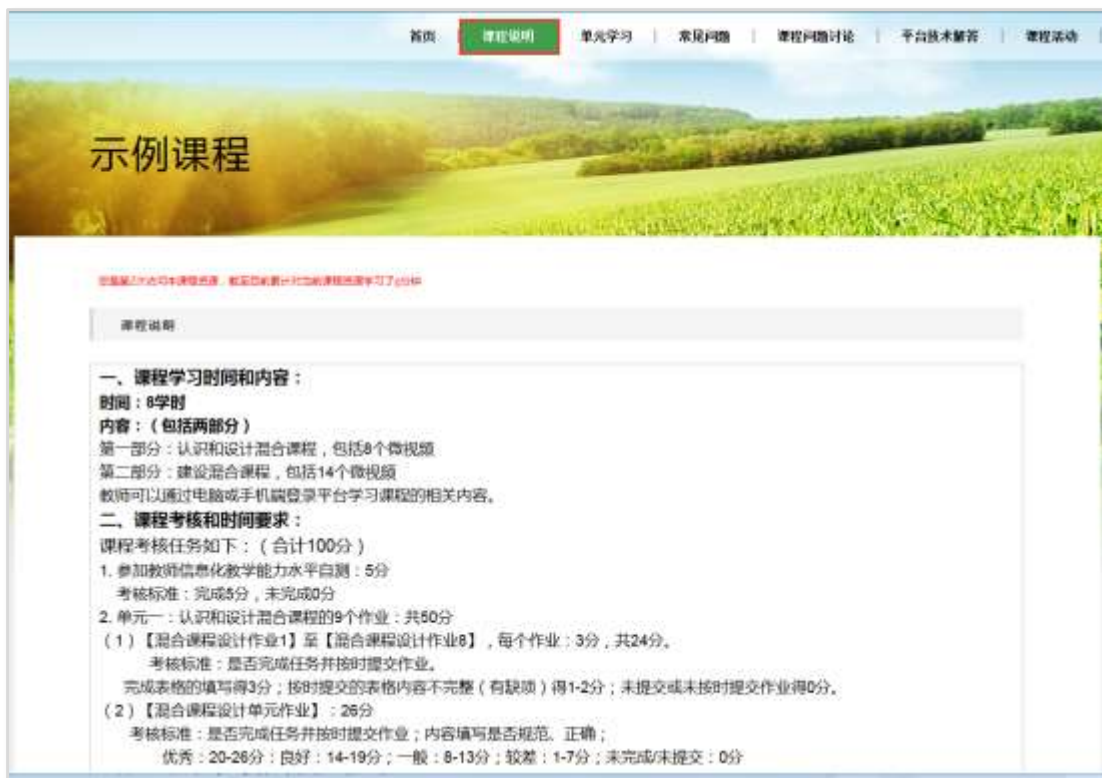 首页 | 课程说明 | 单元学习 | 常见问题 | 课程问题讨论 | 平台技术解答 | 课程活动 |
示例课程
课程说明
一、课程学习时间和内容：
时间：8学时
内容：（包括两部分）
第一部分：认识和设计混合课程，包括8个微视频
第二部分：建设混合课程，包括14个微视频
教师可以通过电脑或手机端登录平台学习课程的相关内容。
二、课程考核和时间要求：
课程考核任务如下：（合计100分）
1. 参加教师信息化教学能力水平自测：5分
考核标准：完成5分，未完成0分
2. 单元一：认识和设计混合课程的9个作业：共50分
（1）【混合课程设计作业1】至【混合课程设计作业8】，每个作业：3分，共24分。
考核标准：是否完成任务并按时提交作业。
完成表格的填写得3分；按时提交的表格内容不完整（有缺项）得1-2分；未提交或未按时提交作业得0分。
（2）【混合课程设计单元作业】：26分
考核标准：是否完成任务并按时提交作业；内容填写是否规范、正确；
优秀：20-26分；良好：14-19分；一般：8-13分；较差：1-7分；未完成/未提交：0分